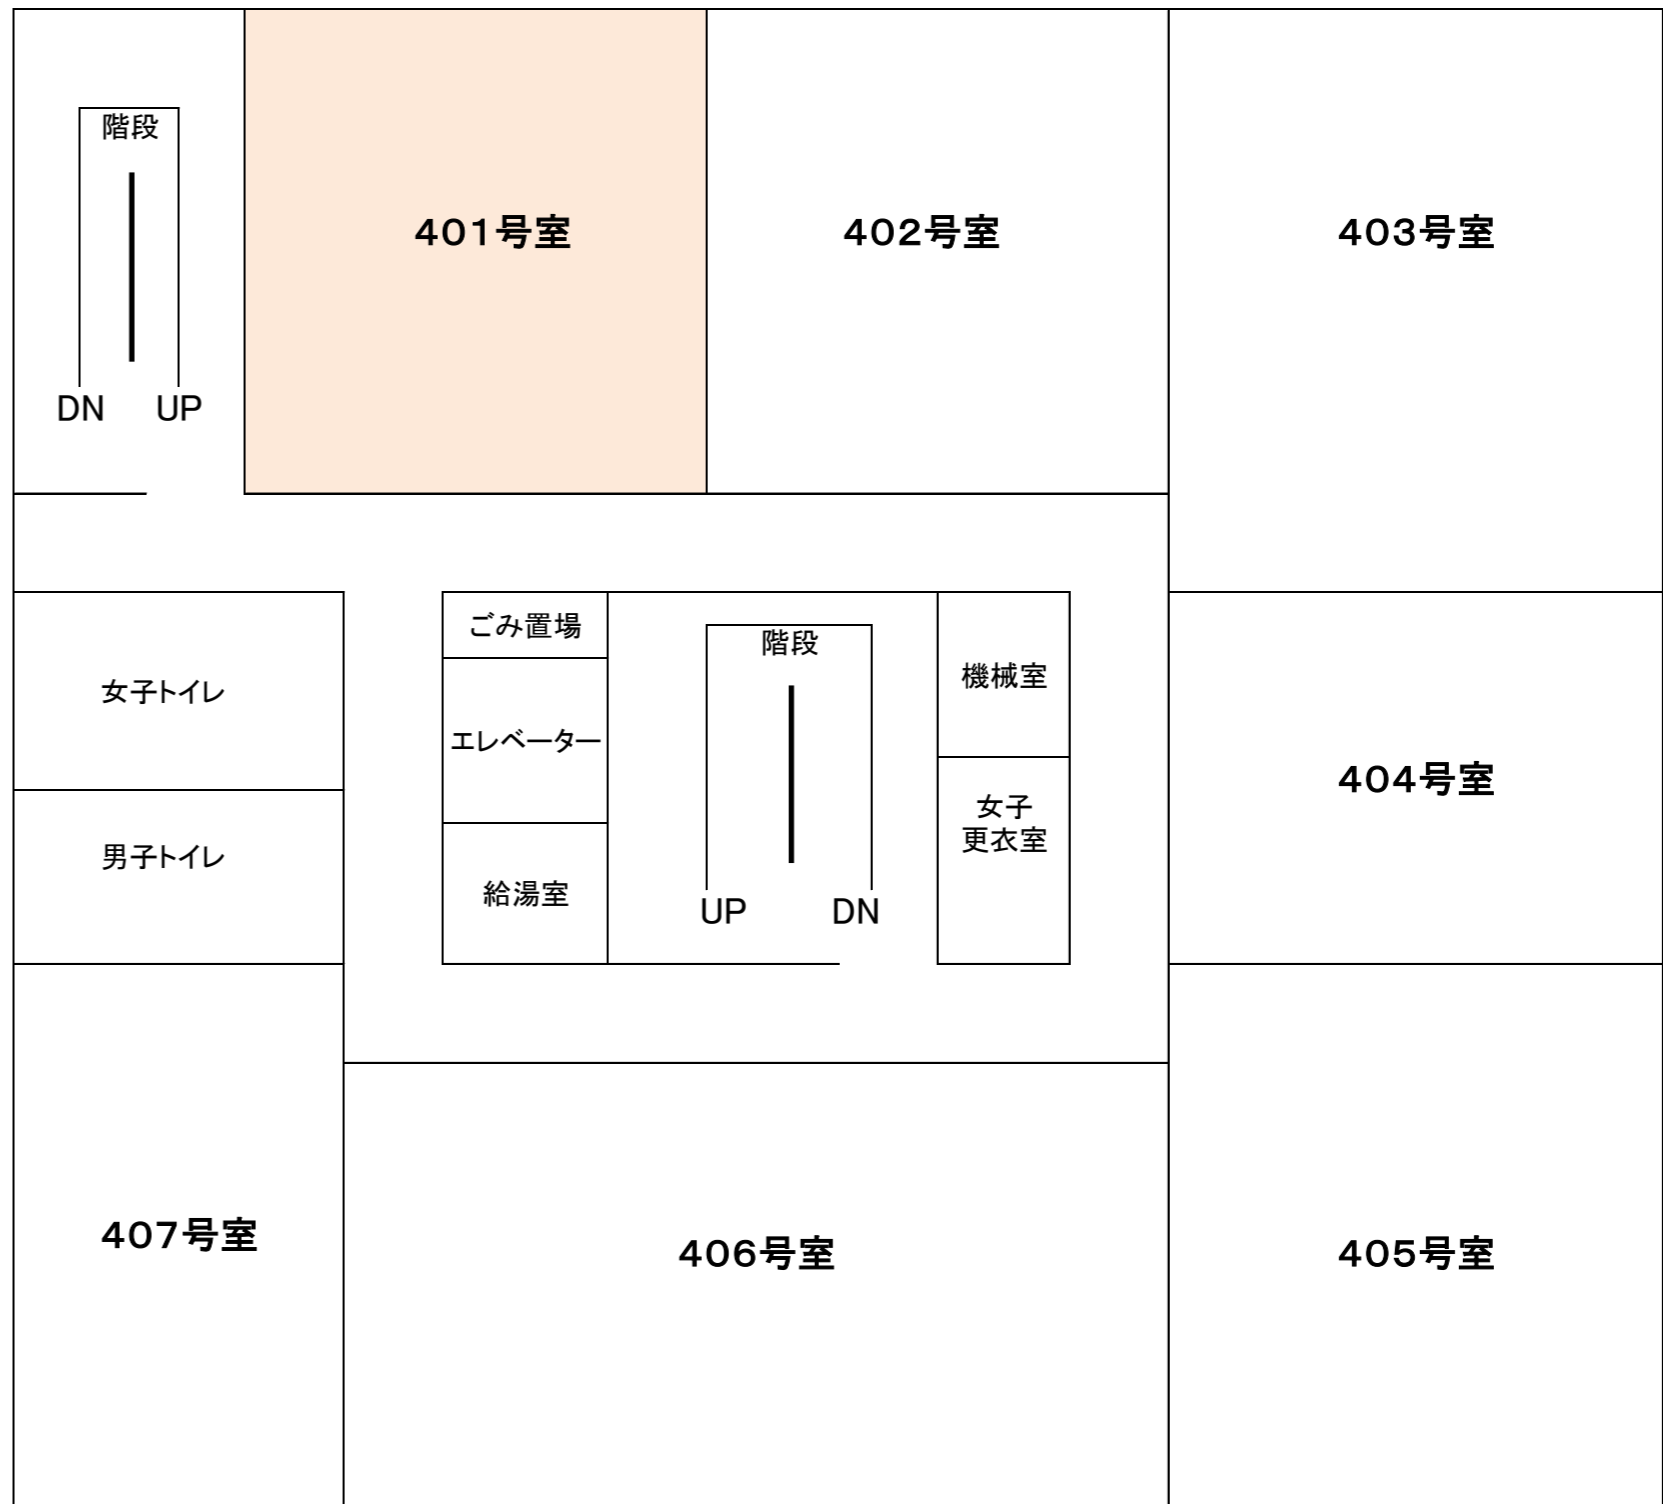 階段
DN UP
401号室
402号室
403号室
女子トイレ
男子トイレ
ごみ置場
エレベーター
給湯室
階段
UP DN
機械室
女子
更衣室
404号室
407号室
406号室
405号室